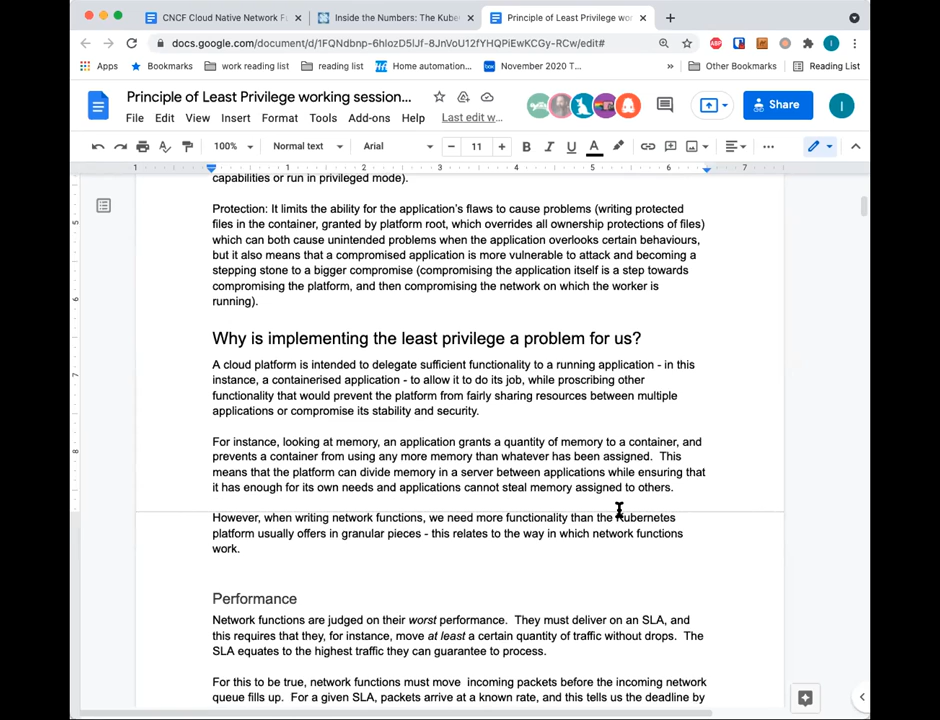 CNCF Cloud Native Network F
Inside the Numbers: The Kube
Principle of Least Privilege wor
docs.google.com/document/d/1FQNdbnp-6hIozD5lJf-8JnVoU12fYHQPiEwKCGy-RCw/edit#
ABP
I
Apps
Bookmarks
work reading list
reading list
Home automation...
box
November 2020 T...
»
Other Bookmarks
Reading List
Principle of Least Privilege working session...
Share
I
File Edit View Insert Format Tools Add-ons Help Last edit w...
100% Normal text Arial − 11 + B I U A
1 1 2 3 4 5 6 7
5
6
7
8
capabilities or run in privileged mode).
Protection: It limits the ability for the application's flaws to cause problems (writing protected
files in the container, granted by platform root, which overrides all ownership protections of files)
which can both cause unintended problems when the application overlooks certain behaviours,
but it also means that a compromised application is more vulnerable to attack and becoming a
stepping stone to a bigger compromise (compromising the application itself is a step towards
compromising the platform, and then compromising the network on which the worker is
running).
Why is implementing the least privilege a problem for us?
A cloud platform is intended to delegate sufficient functionality to a running application - in this
instance, a containerised application - to allow it to do its job, while proscribing other
functionality that would prevent the platform from fairly sharing resources between multiple
applications or compromise its stability and security.
For instance, looking at memory, an application grants a quantity of memory to a container, and
prevents a container from using any more memory than whatever has been assigned. This
means that the platform can divide memory in a server between applications while ensuring that
it has enough for its own needs and applications cannot steal memory assigned to others.
However, when writing network functions, we need more functionality than the Kubernetes
platform usually offers in granular pieces - this relates to the way in which network functions
work.
Performance
Network functions are judged on their worst performance. They must deliver on an SLA, and
this requires that they, for instance, move at least a certain quantity of traffic without drops. The
SLA equates to the highest traffic they can guarantee to process.
For this to be true, network functions must move incoming packets before the incoming network
queue fills up. For a given SLA, packets arrive at a known rate, and this tells us the deadline by